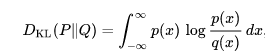 D_KL(P‖Q) = ∫_{-∞}^{∞} p(x) log p(x)/q(x) dx.